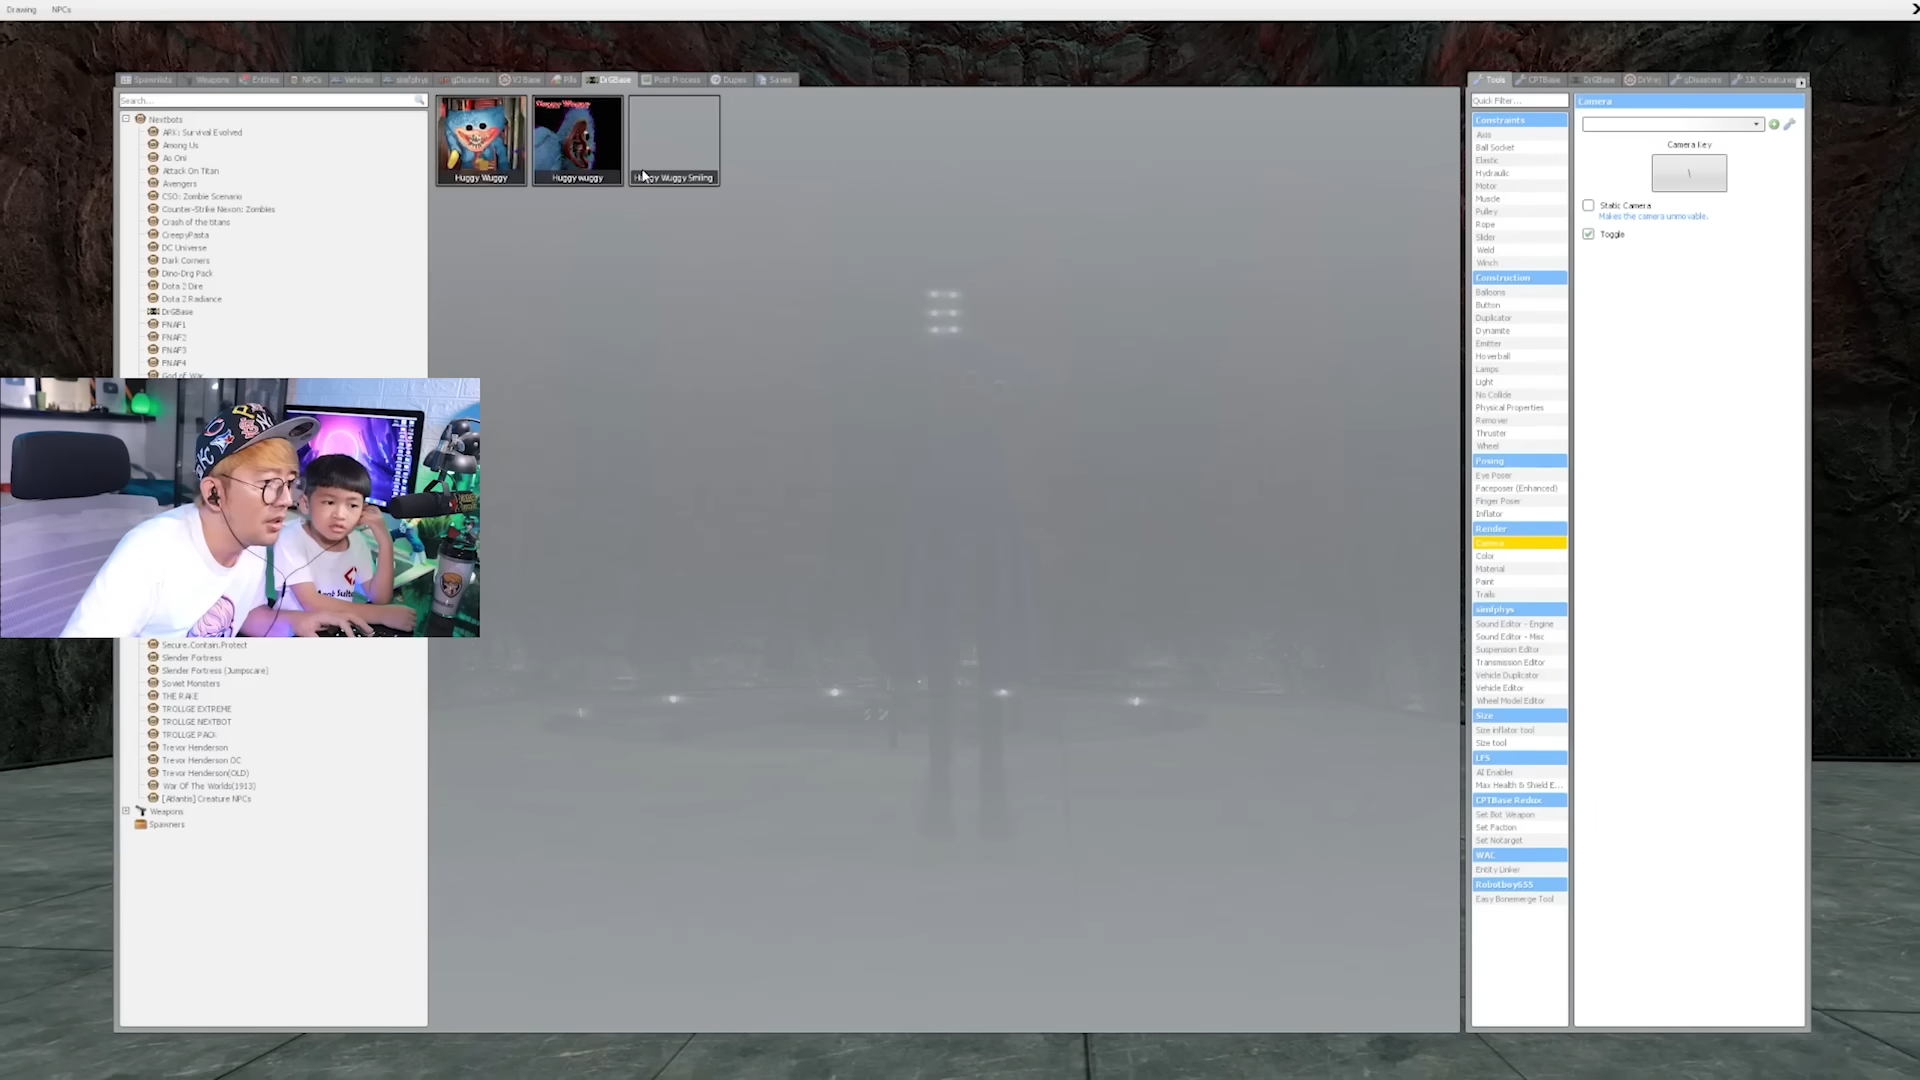 Drawing NPCs
Spawnlists Weapons Entities NPCs Vehicles simfphys gDisasters VJ Base Pills DrGBase Post Process Dupes Saves
Search...
Nextbots
ARK: Survival Evolved
Among Us
Ao Oni
Attack On Titan
Avengers
CSO: Zombie Scenario
Counter-Strike Nexon: Zombies
Crash of the titans
CreepyPasta
DC Universe
Dark Corners
Dino-Drg Pack
Dota 2 Dire
Dota 2 Radiance
DrGBase
FNAF1
FNAF2
FNAF3
FNAF4
God of War
Secure.Contain.Protect
Slender Fortress
Slender Fortress (Jumpscare)
Soviet Monsters
THE RAKE
TROLLGE EXTREME
TROLLGE NEXTBOT
TROLLGE PACK
Trevor Henderson
Trevor Henderson OC
Trevor Henderson(OLD)
War Of The Worlds(1913)
[Atlantis] Creature NPCs
Weapons
Spawners
Huggy Wuggy
Huggy wuggy
Huggy Wuggy Smiling
Tools CPTBase DrGBase DrVrej gDisasters
Quick Filter...
Constraints
Axis
Ball Socket
Elastic
Hydraulic
Motor
Muscle
Pulley
Rope
Slider
Weld
Winch
Construction
Balloons
Button
Duplicator
Dynamite
Emitter
Hoverball
Lamps
Light
No Collide
Physical Properties
Remover
Thruster
Wheel
Posing
Eye Poser
Faceposer (Enhanced)
Finger Poser
Inflator
Render
Camera
Color
Material
Paint
Trails
simfphys
Sound Editor - Engine
Sound Editor - Misc
Suspension Editor
Transmission Editor
Vehicle Duplicator
Vehicle Editor
Wheel Model Editor
Size
Size inflator tool
Size tool
LFS
AI Enabler
Max Health & Shield E...
CPTBase Redux
Set Bot Weapon
Set Faction
Set Notarget
WAC
Entity Linker
Robotboy655
Easy Bonemerge Tool
Camera
Camera Key
\
Static Camera
Makes the camera unmovable.
Toggle